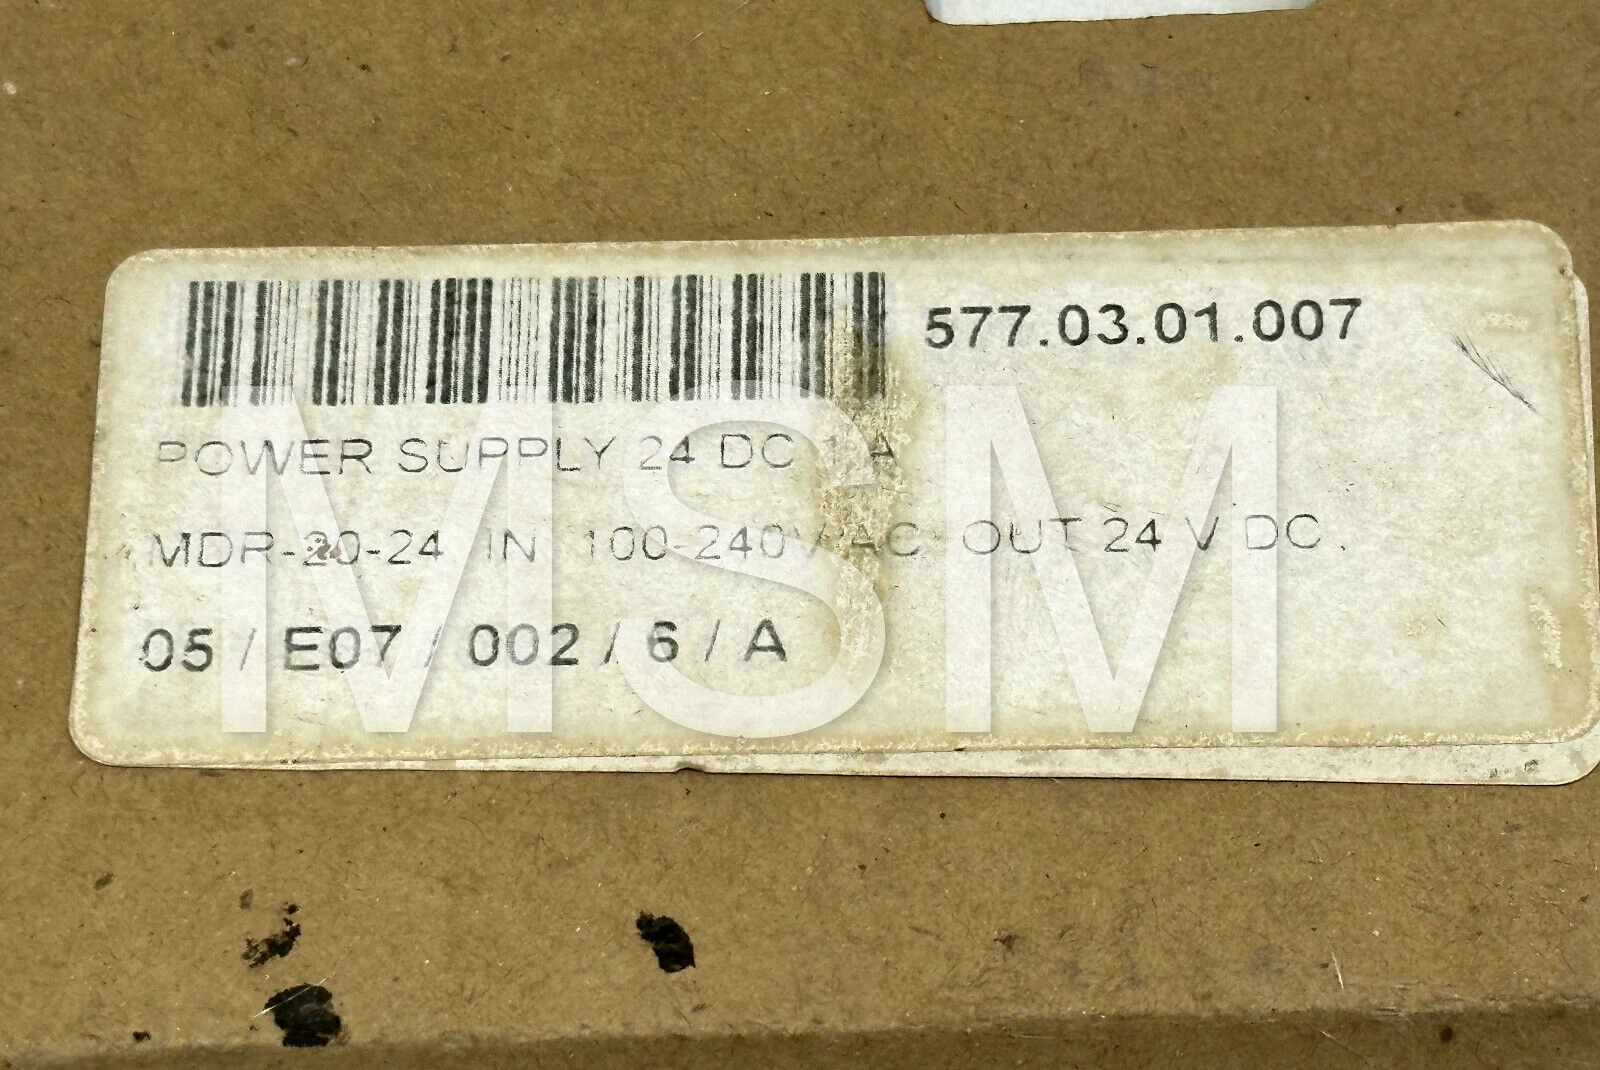 577.03.01.007
POWER SUPPLY 24 DC 1 A
MDR-20-24 IN 100-240V AC OUT 24 V DC
05 / E07 / 002 / 6 / A
MSM